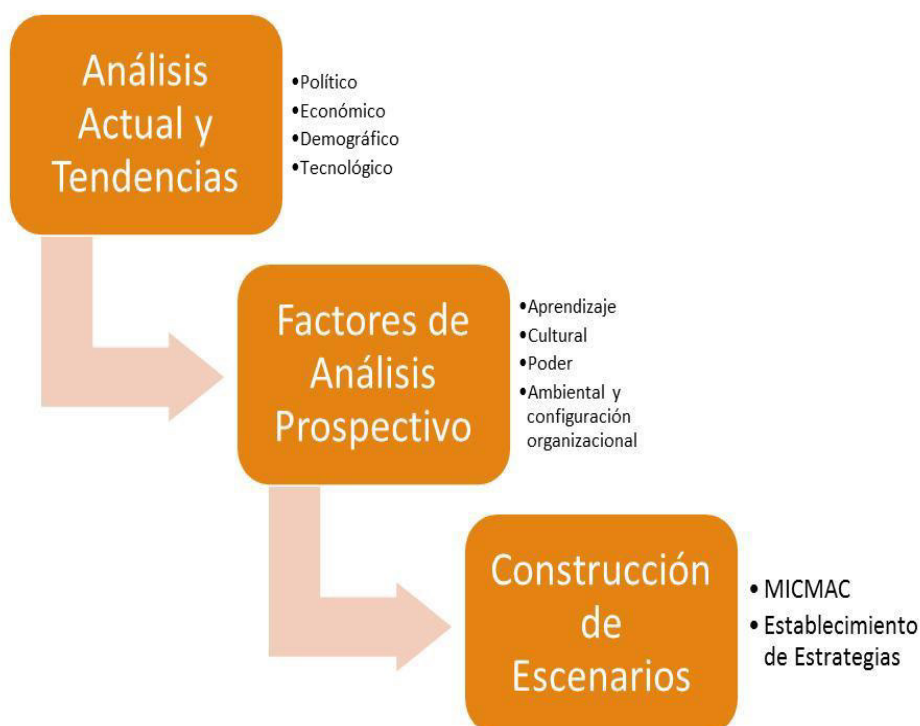 Análisis
Actual y
Tendencias
•Político
•Económico
•Demográfico
•Tecnológico
Factores de
Análisis
Prospectivo
•Aprendizaje
•Cultural
•Poder
•Ambiental y
configuración
organizacional
Construcción
de
Escenarios
• MICMAC
• Establecimiento
de Estrategias